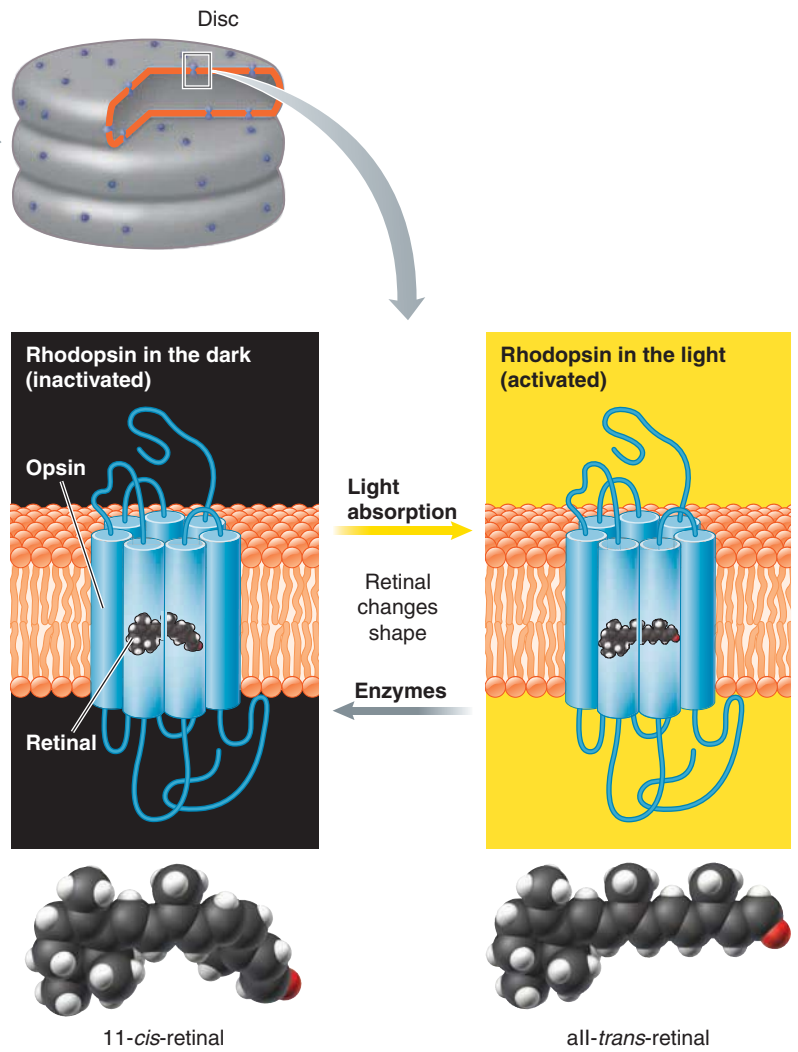 Disc
Rhodopsin in the dark
(inactivated)
Opsin
Retinal
Light
absorption
Retinal
changes
shape
Enzymes
Rhodopsin in the light
(activated)
11-cis-retinal
all-trans-retinal